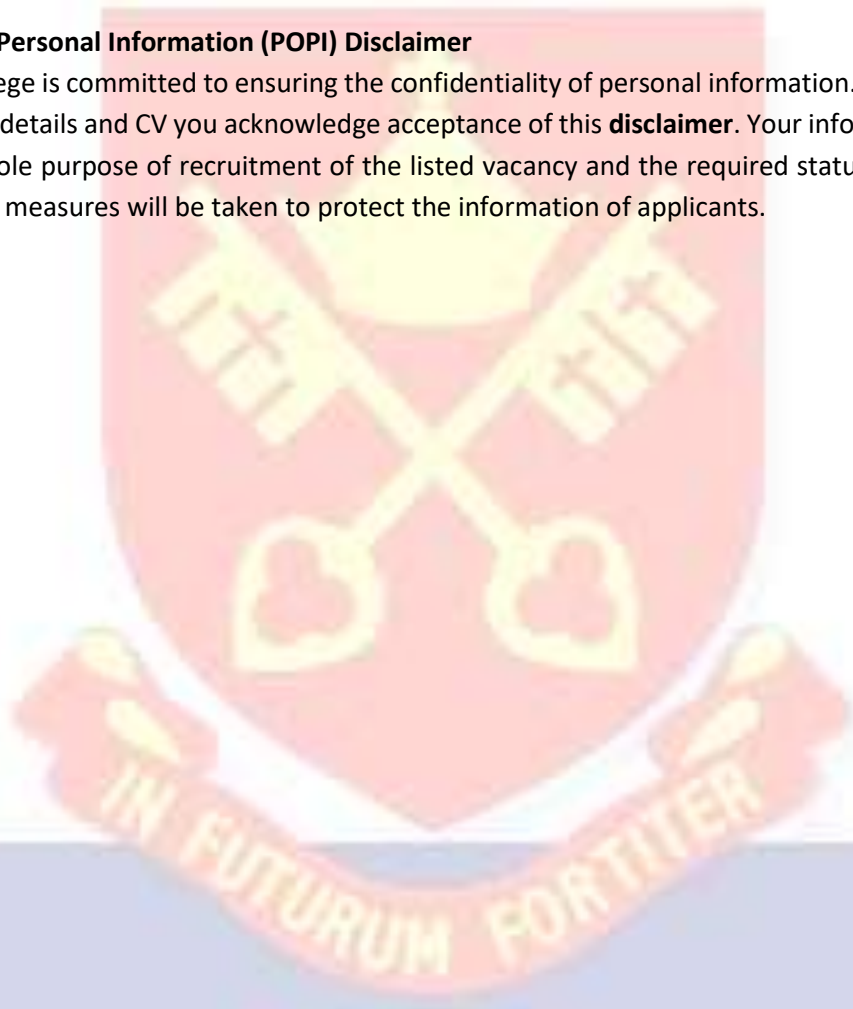 Personal Information (POPI) Disclaimer
ege is committed to ensuring the confidentiality of personal information.
details and CV you acknowledge acceptance of this disclaimer. Your info
ole purpose of recruitment of the listed vacancy and the required statu
measures will be taken to protect the information of applicants.
IN FUTURUM FORTITER